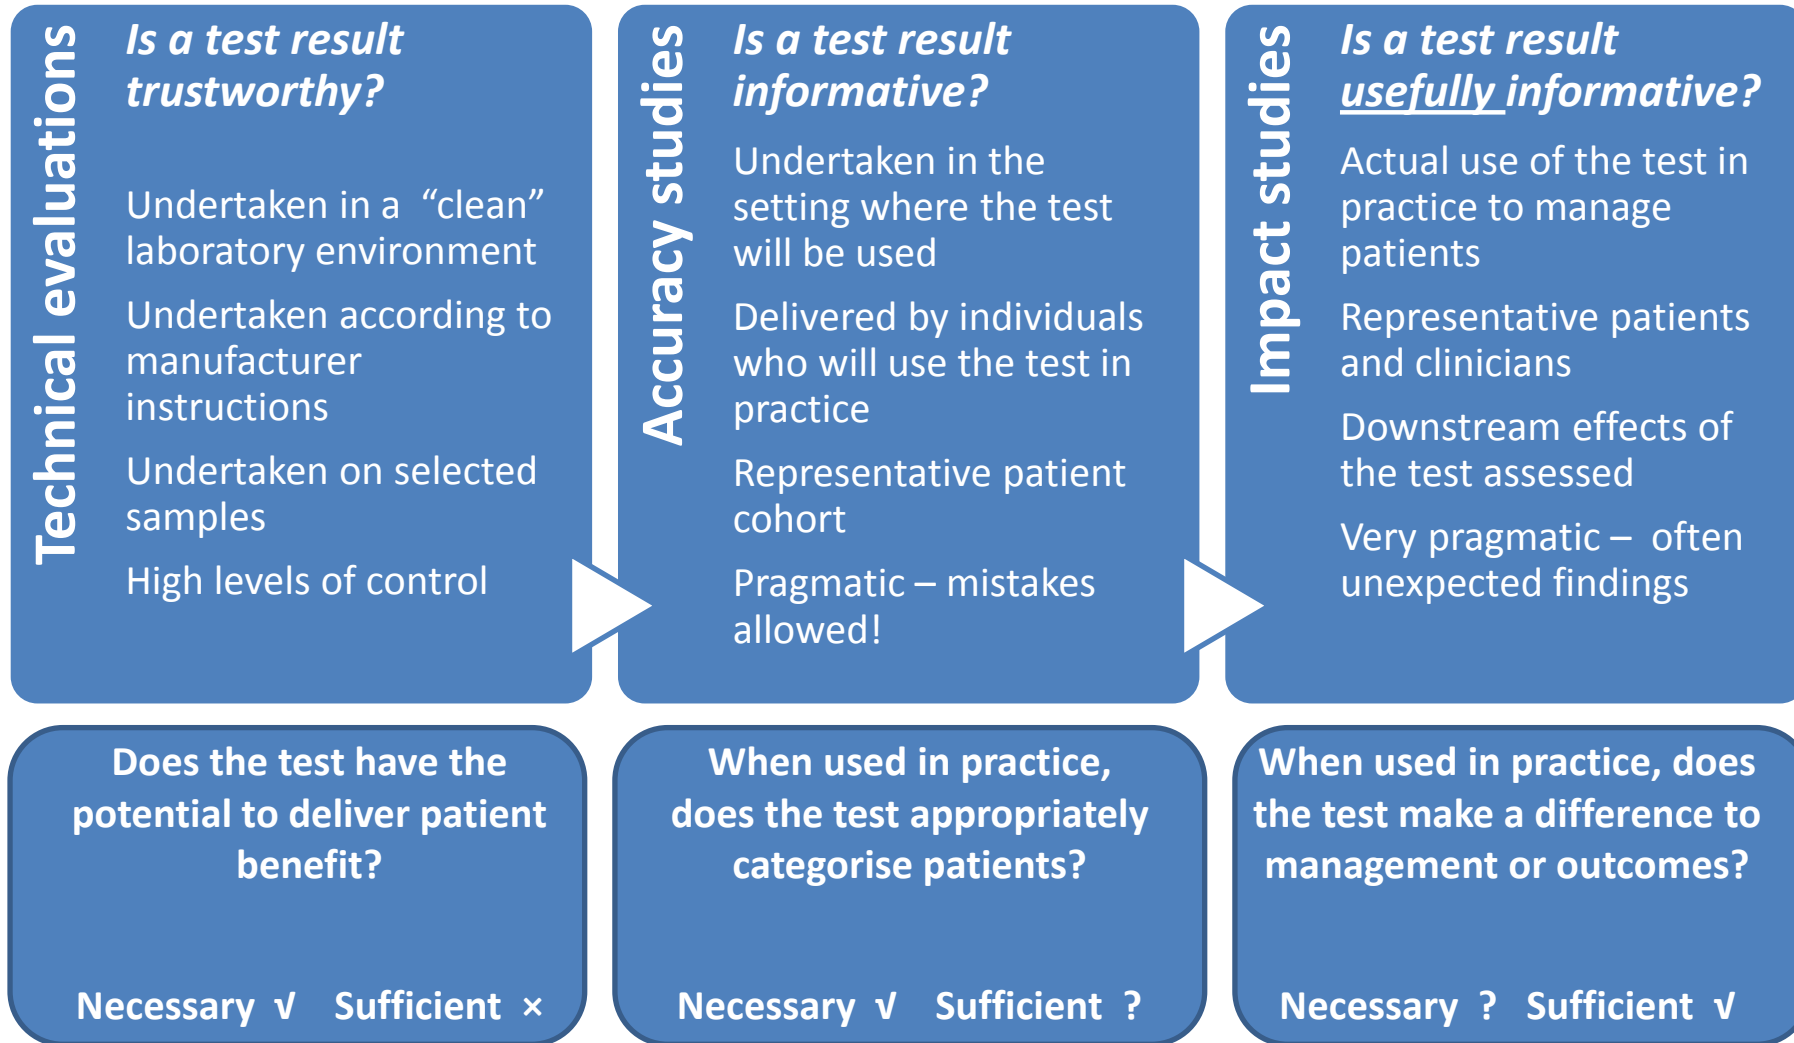 Technical evaluations
Is a test result
trustworthy?
Undertaken in a “clean”
laboratory environment
Undertaken according to
manufacturer
instructions
Undertaken on selected
samples
High levels of control
Accuracy studies
Is a test result
informative?
Undertaken in the
setting where the test
will be used
Delivered by individuals
who will use the test in
practice
Representative patient
cohort
Pragmatic – mistakes
allowed!
Impact studies
Is a test result
usefully informative?
Actual use of the test in
practice to manage
patients
Representative patients
and clinicians
Downstream effects of
the test assessed
Very pragmatic – often
unexpected findings
Does the test have the
potential to deliver patient
benefit?
Necessary √ Sufficient ×
When used in practice,
does the test appropriately
categorise patients?
Necessary √ Sufficient ?
When used in practice, does
the test make a difference to
management or outcomes?
Necessary ? Sufficient √